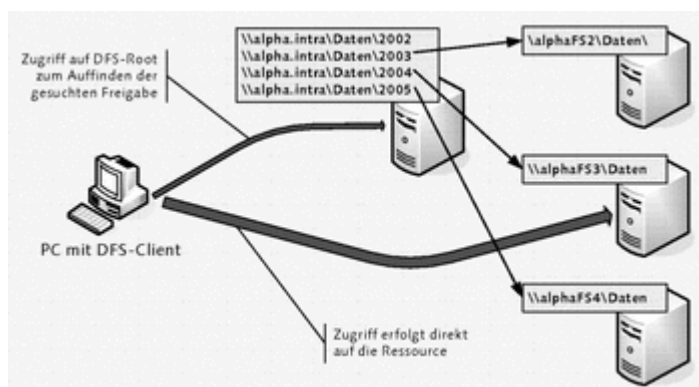 Zugriff auf DFS-Root
zum Auffinden der
gesuchten Freigabe
\\alpha.intra\Daten\2002
\\alpha.intra\Daten\2003
\\alpha.intra\Daten\2004
\\alpha.intra\Daten\2005
\alphaFS2\Daten\
\\alphaFS3\Daten
PC mit DFS-Client
\\alphaFS4\Daten
Zugriff erfolgt direkt
auf die Ressource